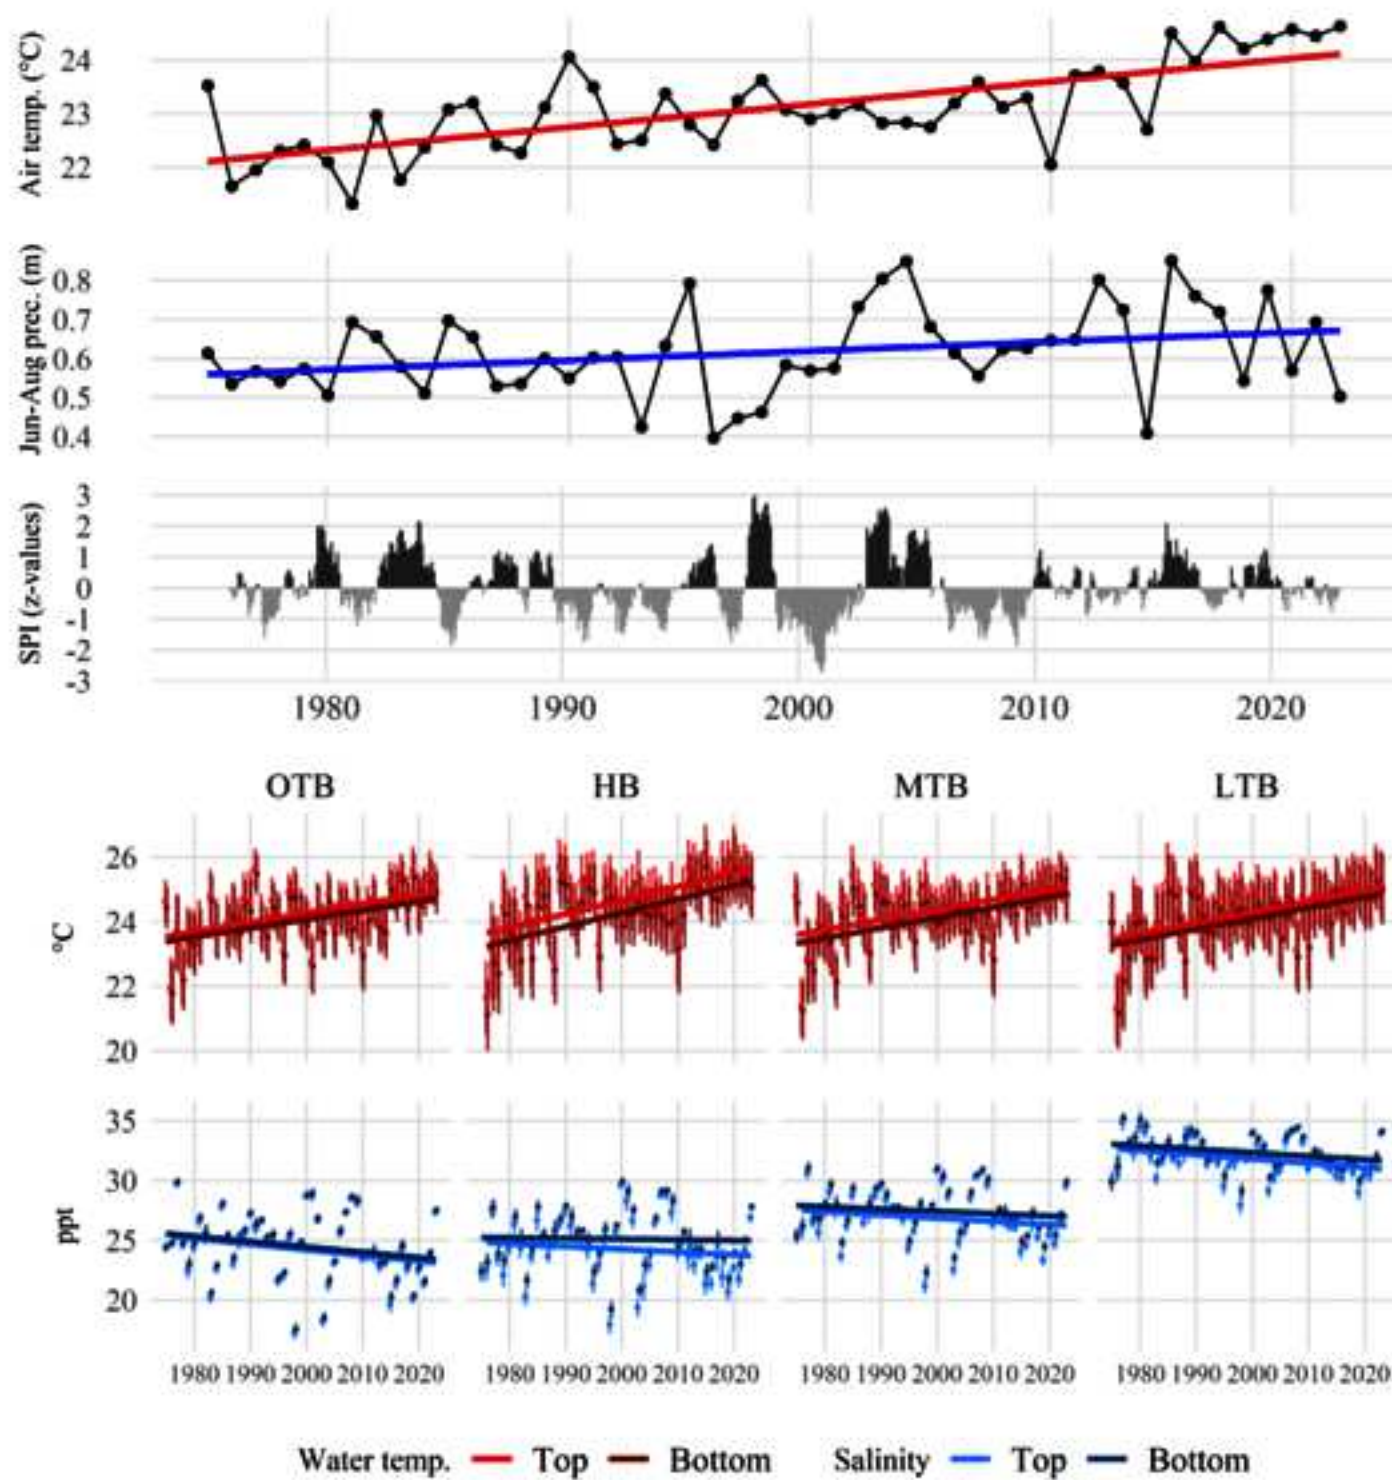 Air temp. (°C)
24
23
22
Jun-Aug prec. (m)
0.8
0.7
0.6
0.5
0.4
SPI (z-values)
3
2
1
0
-1
-2
-3
1980 1990 2000 2010 2020
OTB HB MTB LTB
°C
26
24
22
20
ppt
35
30
25
20
1980 1990 2000 2010 2020 1980 1990 2000 2010 2020 1980 1990 2000 2010 2020 1980 1990 2000 2010 2020
Water temp. Top Bottom Salinity Top Bottom